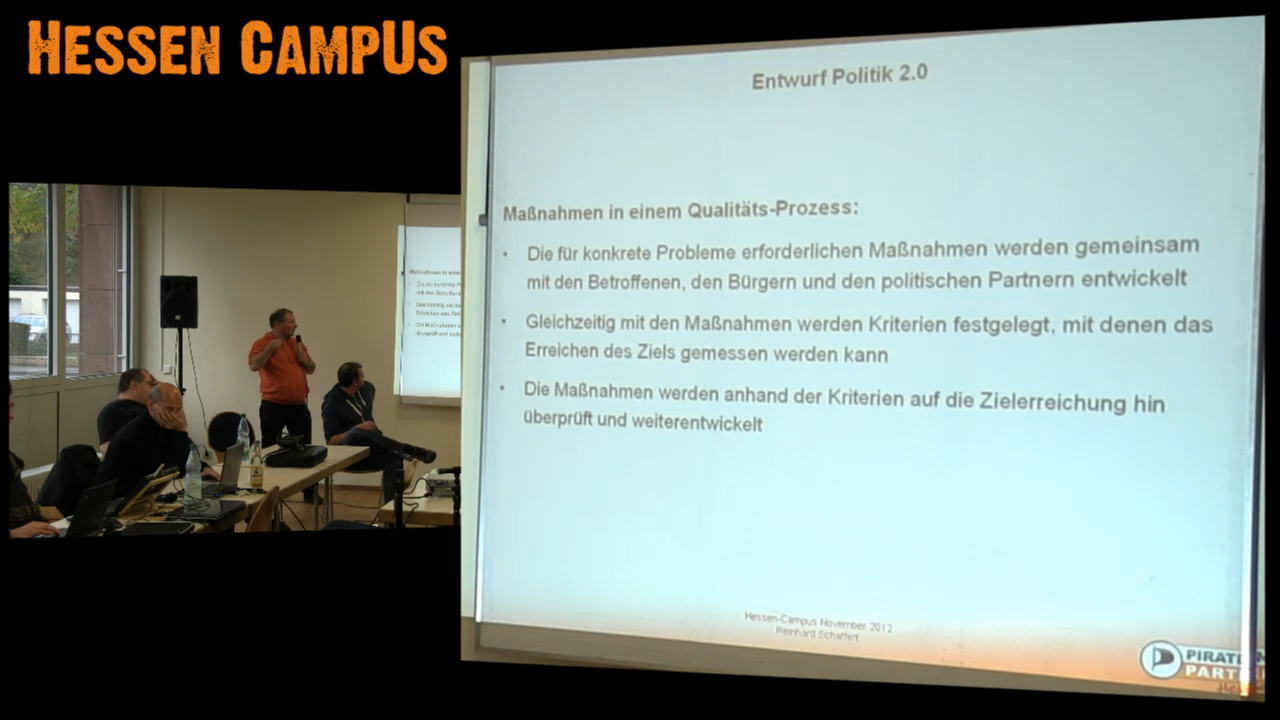 HESSEN CAMPUS
Entwurf Politik 2.0
Maßnahmen in einem Qualitäts-Prozess:
• Die für konkrete Probleme erforderlichen Maßnahmen werden gemeinsam
mit den Betroffenen, den Bürgern und den politischen Partnern entwickelt
• Gleichzeitig mit den Maßnahmen werden Kriterien festgelegt, mit denen das
Erreichen des Ziels gemessen werden kann
• Die Maßnahmen werden anhand der Kriterien auf die Zielerreichung hin
überprüft und weiterentwickelt
Hessen-Campus November 2012
Reinhard Schaffert
PIRATEN
PARTEI